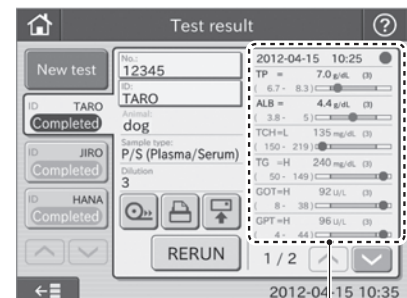 Test result
?
New test
ID TARO
Completed
ID JIRO
Completed
ID HANA
Completed
No.:
12345
ID:
TARO
Animal:
dog
Sample type:
P/S (Plasma/Serum)
Dilution
3
RERUN
2012-04-15 10:25
TP = 7.0 g/dL (3)
( 6.7 - 8.3 )
ALB = 4.4 g/dL (3)
( 3.8 - 5 )
TCH=L 135 mg/dL (3)
( 150 - 219 )
TG =H 240 mg/dL (3)
( 50 - 149 )
GOT=H 92 U/L (3)
( 8 - 38 )
GPT=H 96 U/L (3)
( 4 - 44 )
1 / 2
2012-04-15 10:35